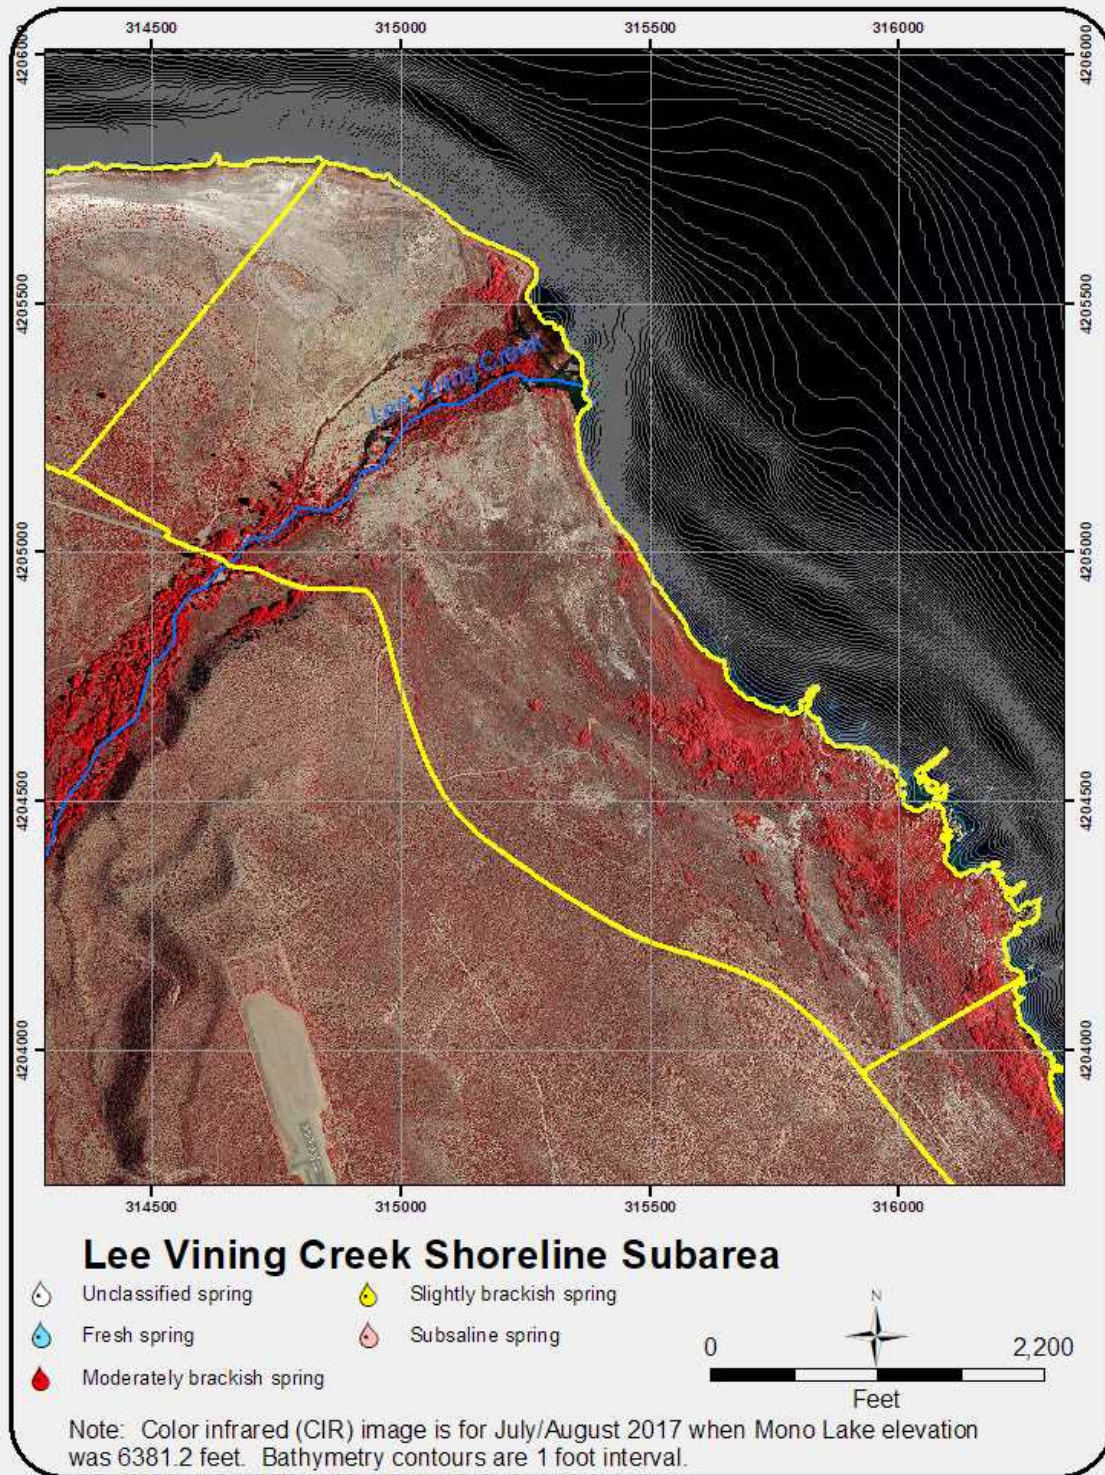 314500 315000 315500 316000
4206000 4206000
4205500 4205500
Lee Vining Creek
4205000 4205000
4204500 4204500
4204000 4204000
314500 315000 315500 316000
Lee Vining Creek Shoreline Subarea
Unclassified spring
Slightly brackish spring
Fresh spring
Subsaline spring
Moderately brackish spring
N
0 2,200
Feet
Note: Color infrared (CIR) image is for July/August 2017 when Mono Lake elevation
was 6381.2 feet. Bathymetry contours are 1 foot interval.